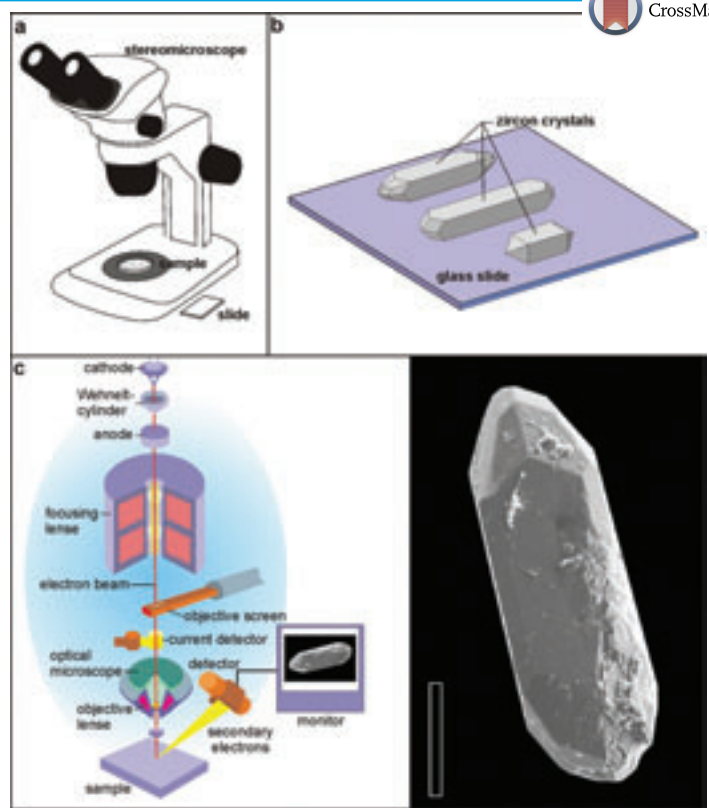 CrossMa
a
stereomicroscope
sample
slide
b
zircon crystals
glass slide
c
cathode
Wehnelt-
cylinder
anode
focusing
lense
electron beam
objective screen
current detector
optical
microscope
detector
objective
lense
secondary
electrons
monitor
sample